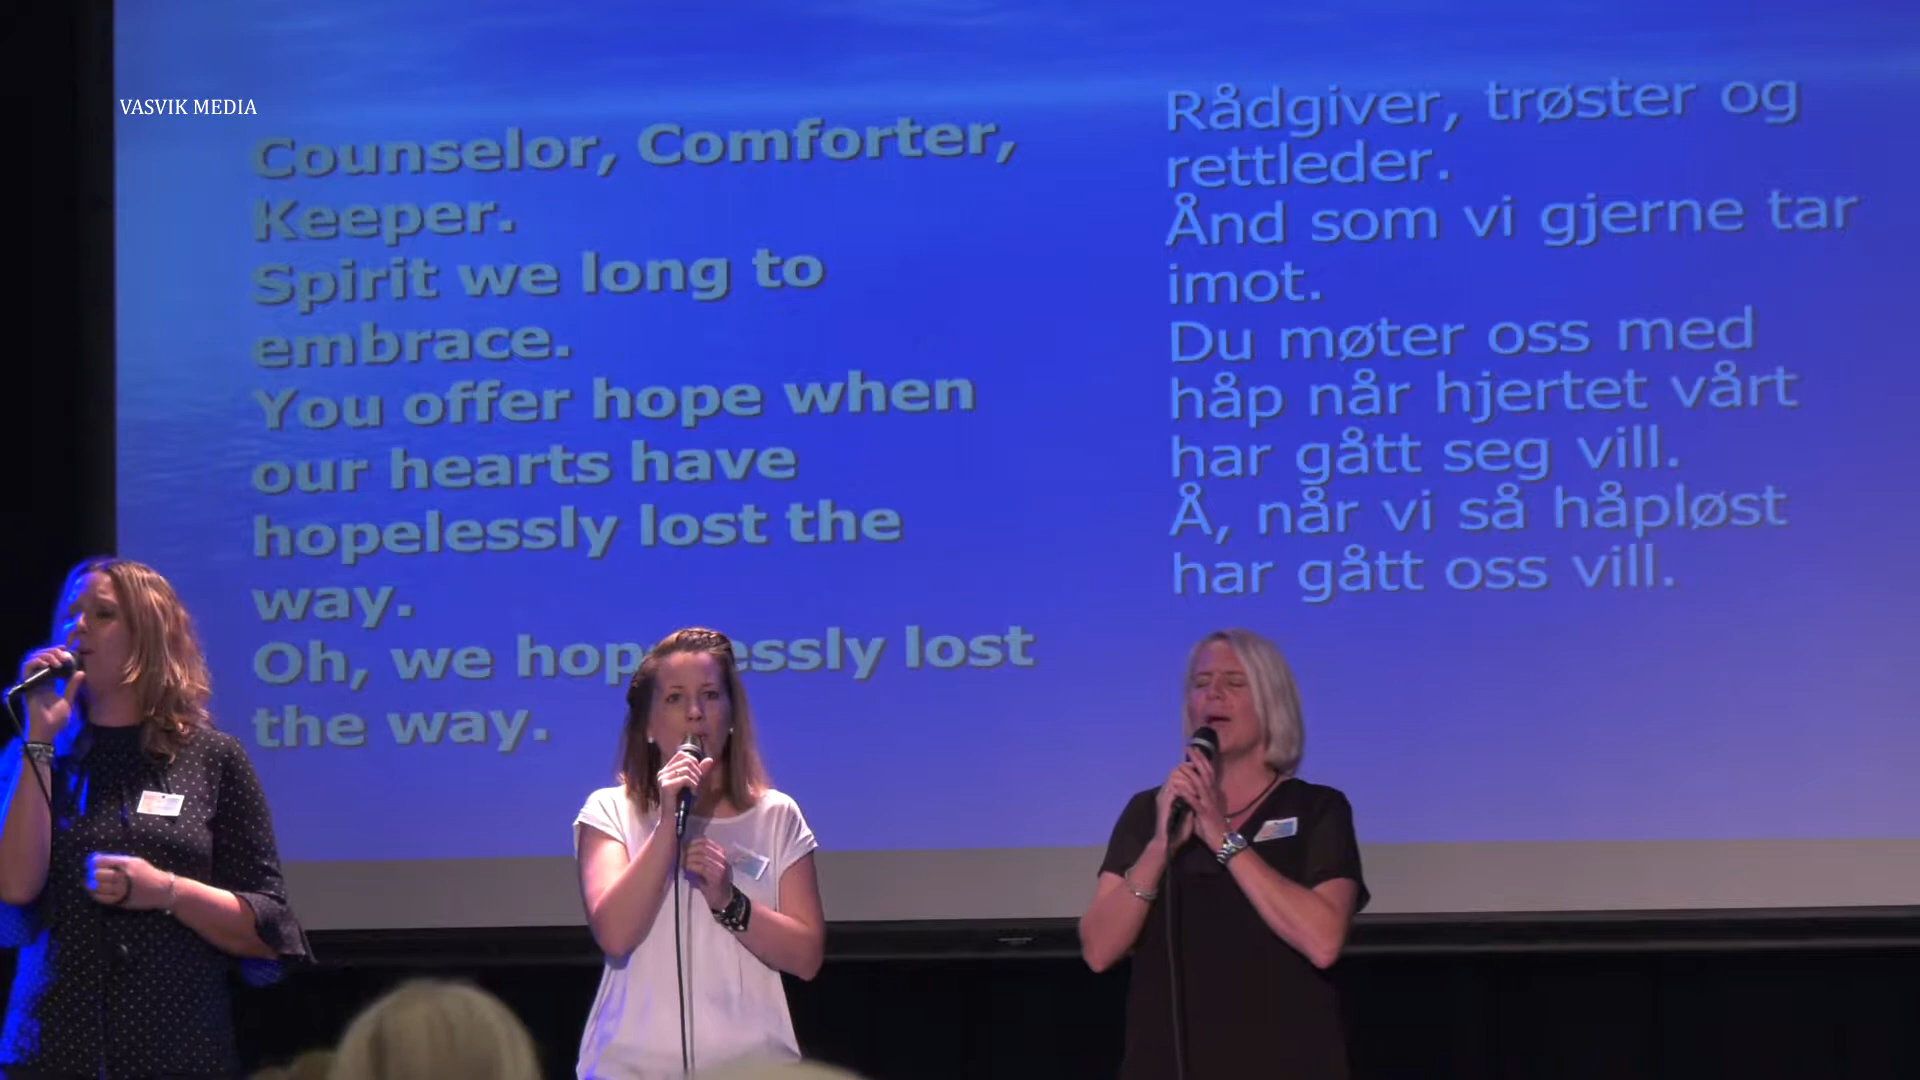 VASVIK MEDIA
Counselor, Comforter,
Keeper.
Spirit we long to
embrace.
You offer hope when
our hearts have
hopelessly lost the
way.
Oh, we hop essly lost
the way.
Rådgiver, trøster og
rettleder.
Ånd som vi gjerne tar
imot.
Du møter oss med
håp når hjertet vårt
har gått seg vill.
Å, når vi så håpløst
har gått oss vill.